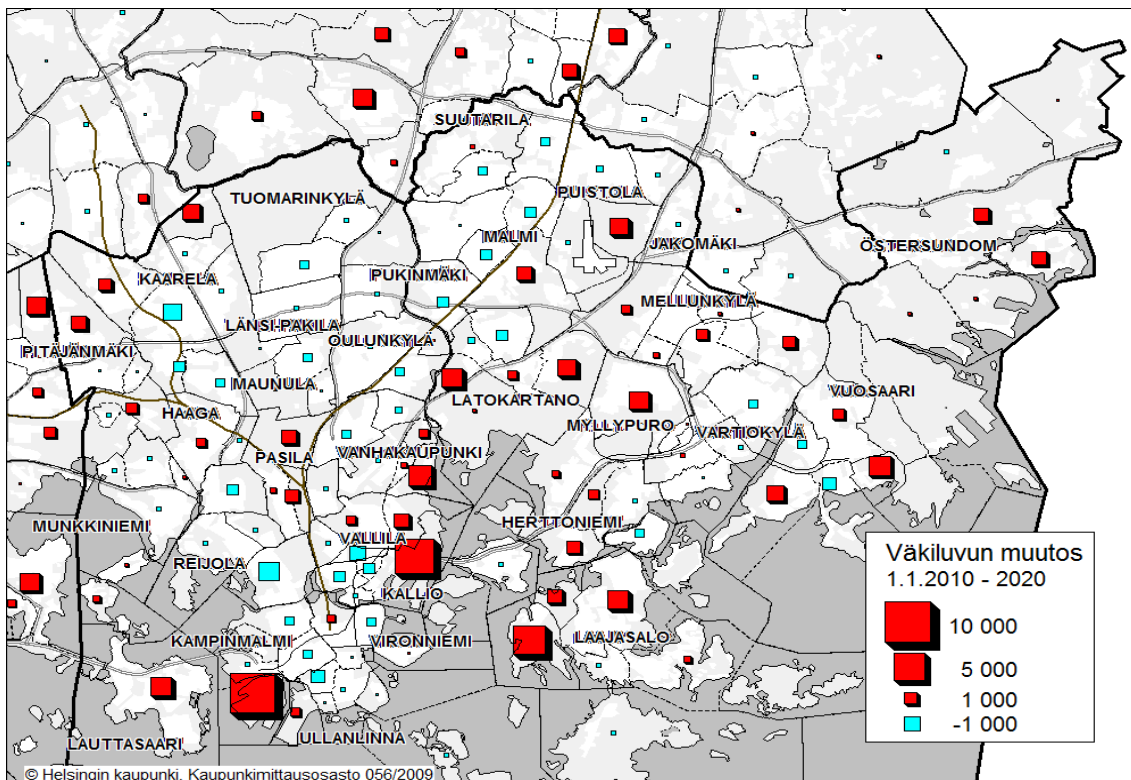 SUUTARILA
TUOMARINKYLÄ
PUISTOLA
MALMI
JAKOMÄKI
ÖSTERSUNDOM
KAARELA
PUKINMÄKI
MELLUNKYLÄ
LÄNSI-PAKILA
OULUNKYLÄ
PITÄJÄNMÄKI
MAUNULA
HAAGA
LATOKARTANO
VUOSAARI
MYLLYPURO
VARTIOKYLÄ
PASILA
VANHAKAUPUNKI
MUNKKINIEMI
HERTTONIEMI
VALLILA
REIJOLA
KALLIO
KAMPINMALMI
VIRONNIEMI
LAAJASALO
LAUTTASAARI
ULLANLINNA
Väkiluvun muutos
1.1.2010 - 2020
10 000
5 000
1 000
-1 000
© Helsingin kaupunki, Kaupunkimittausosasto 056/2009